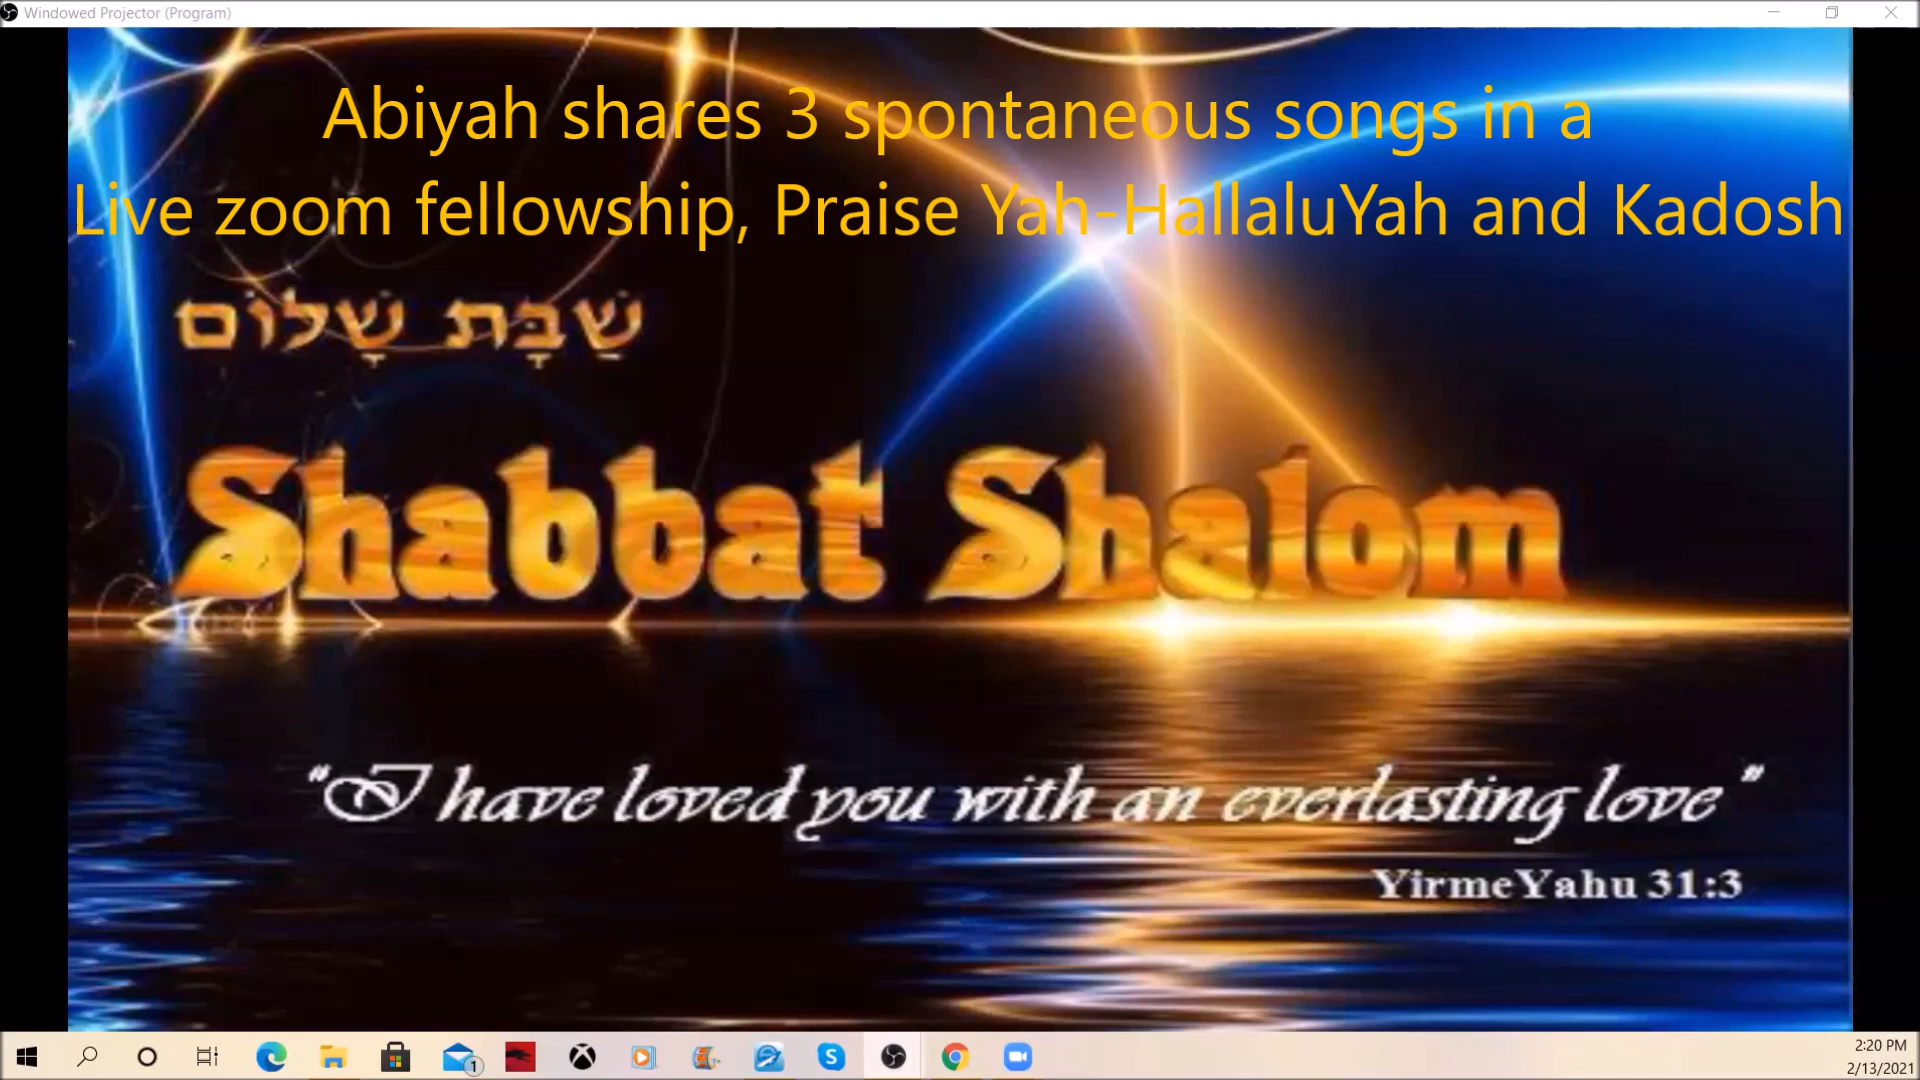 Windowed Projector (Program)
Abiyah shares 3 spontaneous songs in a
Live zoom fellowship, Praise Yah-HallaluYah and Kadosh
שַׁבָּת שָׁלוֹם
Shabbat Shalom
"I have loved you with an everlasting love"
YirmeYahu 31:3
1
S
2:20 PM
2/13/2021